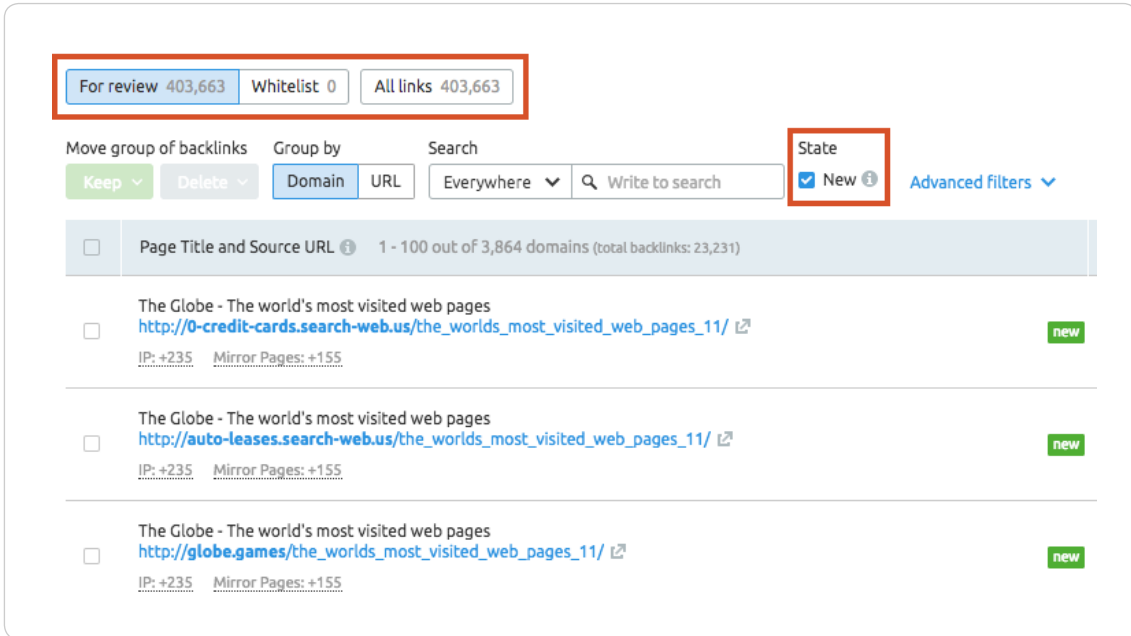 For review 403,663 Whitelist 0 All links 403,663
Move group of backlinks Group by Search State
Keep Delete Domain URL Everywhere Write to search New Advanced filters
Page Title and Source URL 1 - 100 out of 3,864 domains (total backlinks: 23,231)
The Globe - The world's most visited web pages
http://0-credit-cards.search-web.us/the_worlds_most_visited_web_pages_11/
new
IP: +235 Mirror Pages: +155
The Globe - The world's most visited web pages
http://auto-leases.search-web.us/the_worlds_most_visited_web_pages_11/
new
IP: +235 Mirror Pages: +155
The Globe - The world's most visited web pages
http://globe.games/the_worlds_most_visited_web_pages_11/
new
IP: +235 Mirror Pages: +155